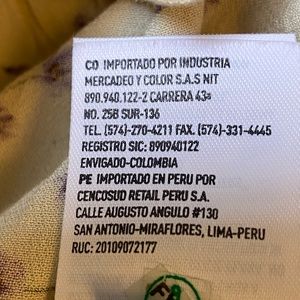 CO IMPORTADO POR INDUSTRIA
MERCADEO Y COLOR S.A.S NIT
890.940.122-2 CARRERA 43a
NO. 25B SUR-136
TEL. (574)-270-4211 FAX. (574)-331-4445
REGISTRO SIC: 890940122
ENVIGADO-COLOMBIA
PE IMPORTADO EN PERU POR
CENCOSUD RETAIL PERU S.A.
CALLE AUGUSTO ANGULO #130
SAN ANTONIO-MIRAFLORES, LIMA-PERU
RUC: 20109072177